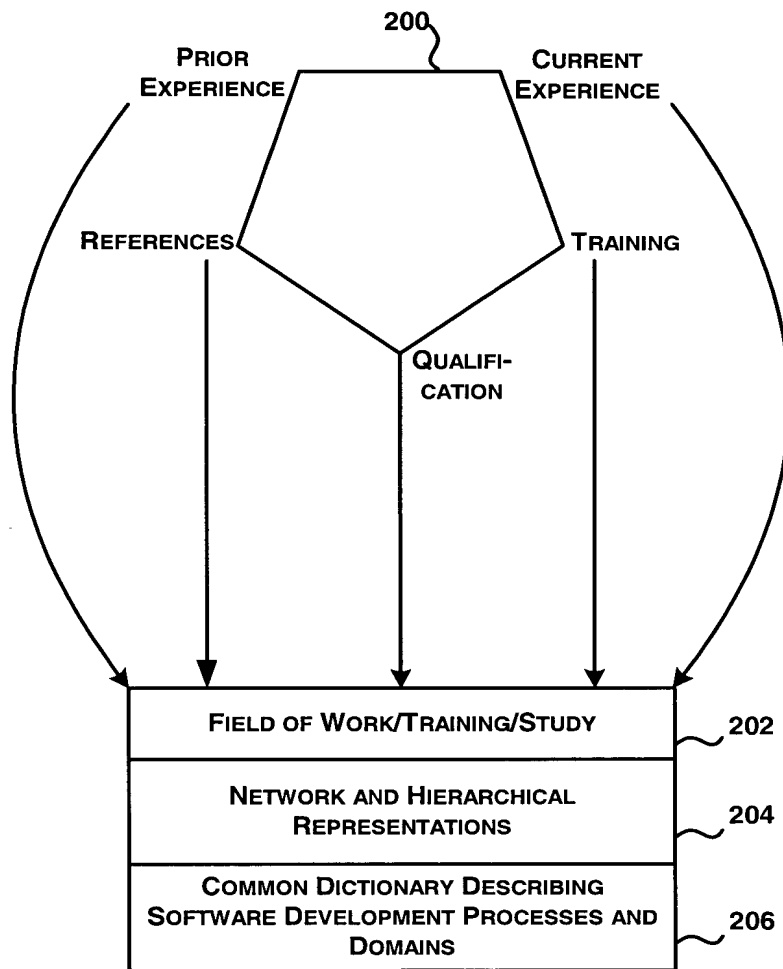 200
PRIOR
EXPERIENCE
CURRENT
EXPERIENCE
REFERENCES
TRAINING
QUALIFI-
CATION
FIELD OF WORK/TRAINING/STUDY
202
NETWORK AND HIERARCHICAL
REPRESENTATIONS
204
COMMON DICTIONARY DESCRIBING
SOFTWARE DEVELOPMENT PROCESSES AND
DOMAINS
206